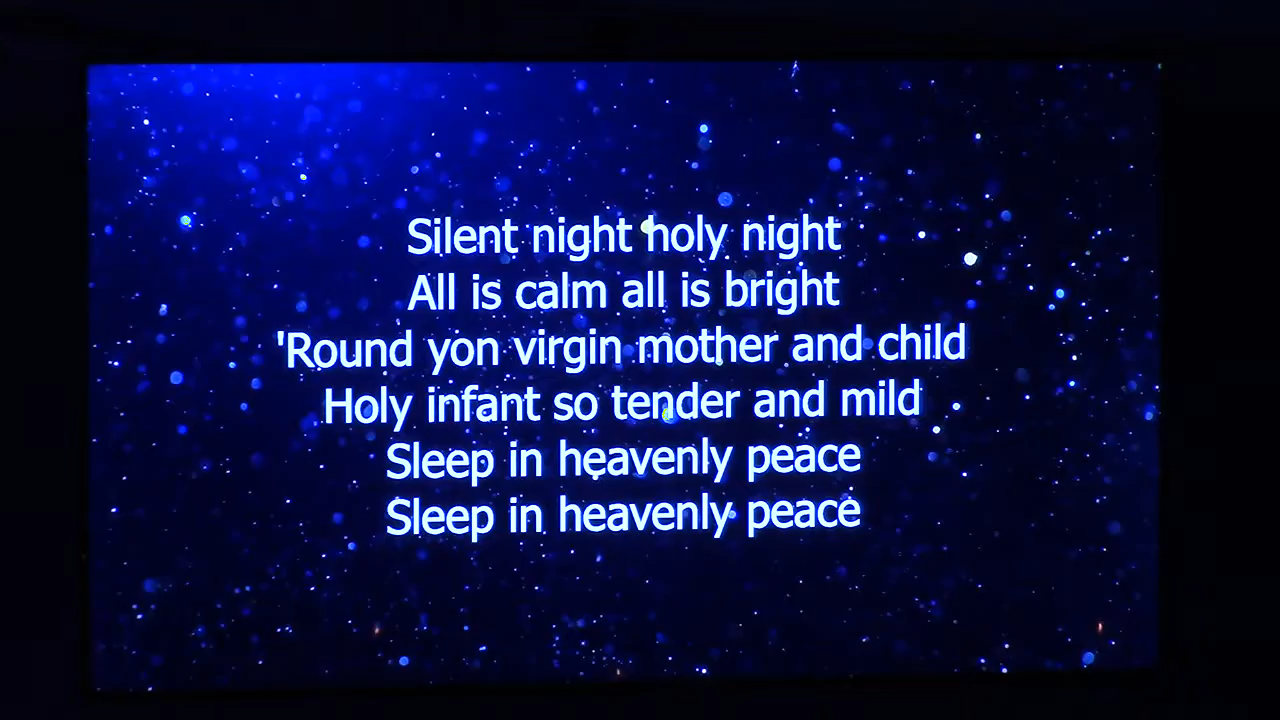 Silent night holy night
All is calm all is bright
'Round yon virgin mother and child
Holy infant so tender and mild
Sleep in heavenly peace
Sleep in heavenly peace